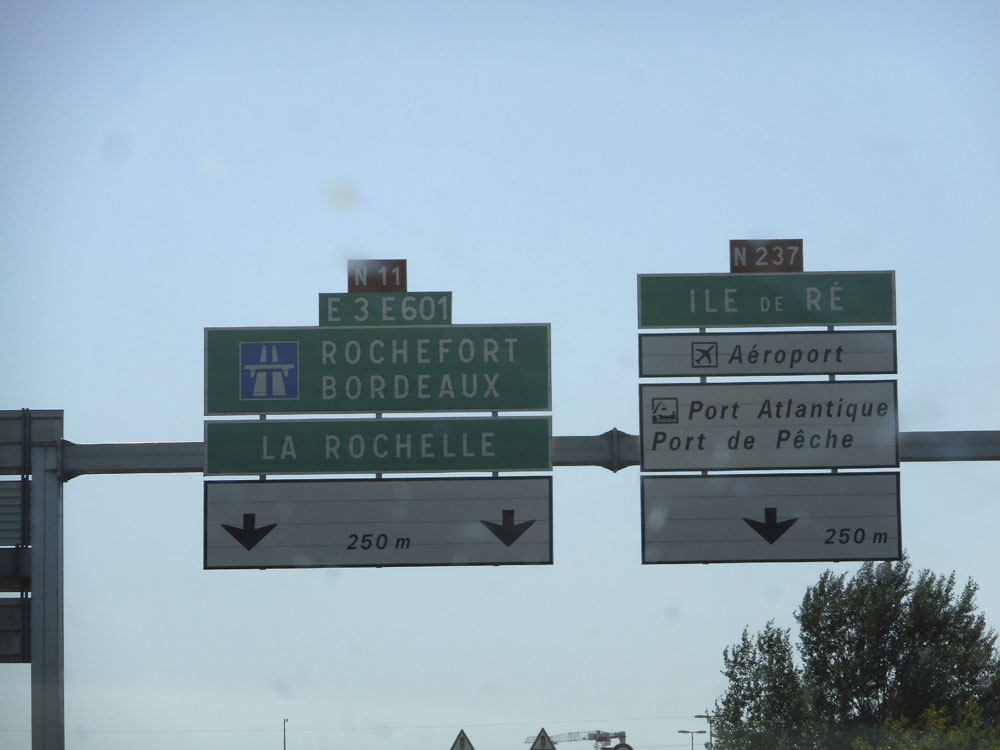 N 11
E 3 E601
ROCHEFORT
BORDEAUX
LA ROCHELLE
250 m
N 237
ILE DE RÉ
Aéroport
Port Atlantique
Port de Pêche
250 m